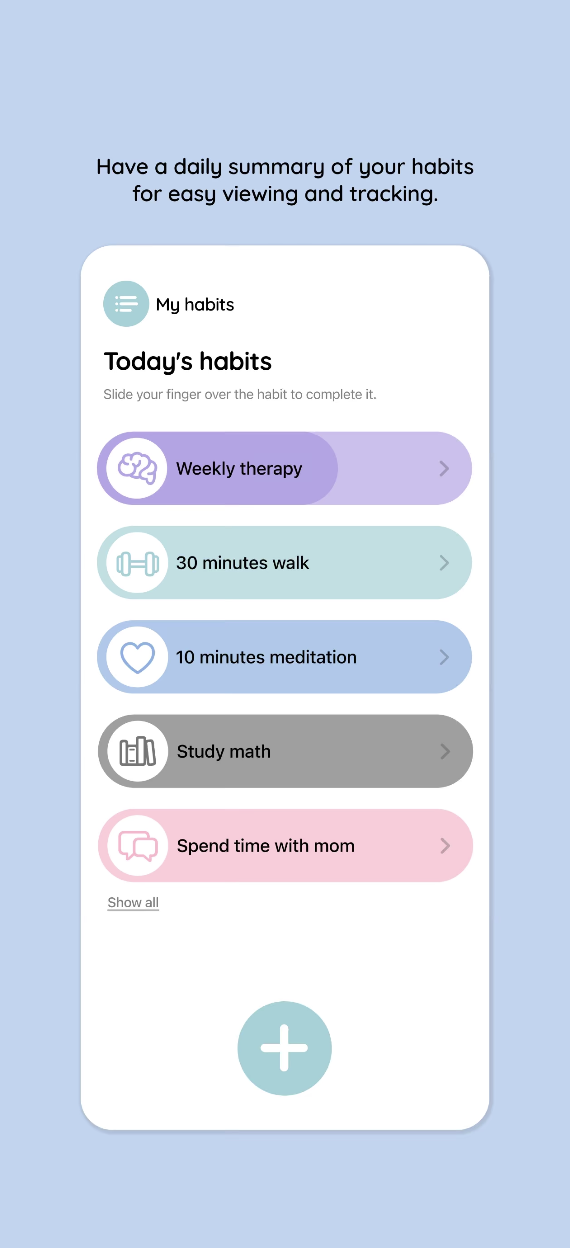 Have a daily summary of your habits
for easy viewing and tracking.
My habits
Today's habits
Slide your finger over the habit to complete it.
Weekly therapy
30 minutes walk
10 minutes meditation
Study math
Spend time with mom
Show all